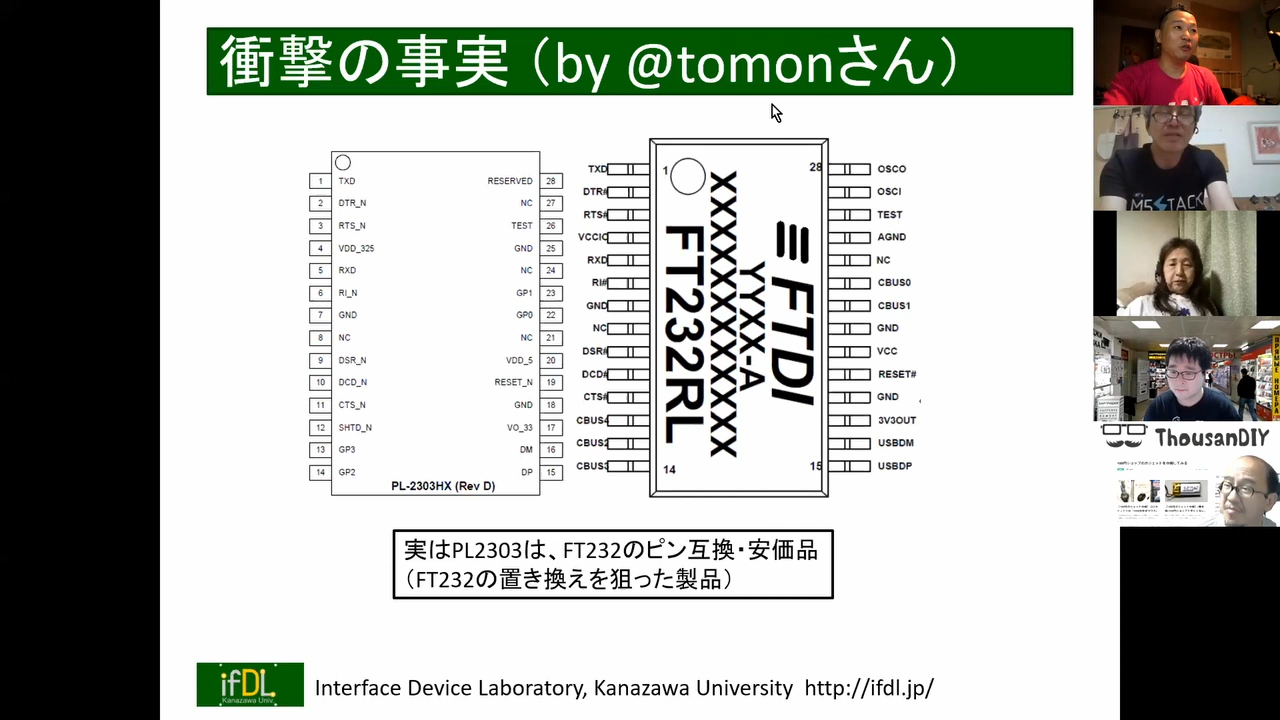 衝撃の事実（by @tomonさん）
1 TXD
2 DTR_N
3 RTS_N
4 VDD_325
5 RXD
6 RI_N
7 GND
8 NC
9 DSR_N
10 DCD_N
11 CTS_N
12 SHTD_N
13 GP3
14 GP2
RESERVED 28
NC 27
TEST 26
GND 25
NC 24
GP1 23
GP0 22
NC 21
VDD_5 20
RESET_N 19
GND 18
VO_33 17
DM 16
DP 15
PL-2303HX (Rev D)
TXD
DTR#
RTS#
VCCIO
RXD
RI#
GND
NC
DSR#
DCD#
CTS#
CBUS4
CBUS2
CBUS3
1
14
28
15
FTDI
YYXX-A
XXXXXXXXXXXX
FT232RL
OSCO
OSCI
TEST
AGND
NC
CBUS0
CBUS1
GND
VCC
RESET#
GND
3V3OUT
USBDM
USBDP
実はPL2303は、FT232のピン互換・安価品
（FT232の置き換えを狙った製品）
ifDL
Kanazawa Univ.
Interface Device Laboratory, Kanazawa University http://ifdl.jp/
M5STACK
ThousanDIY